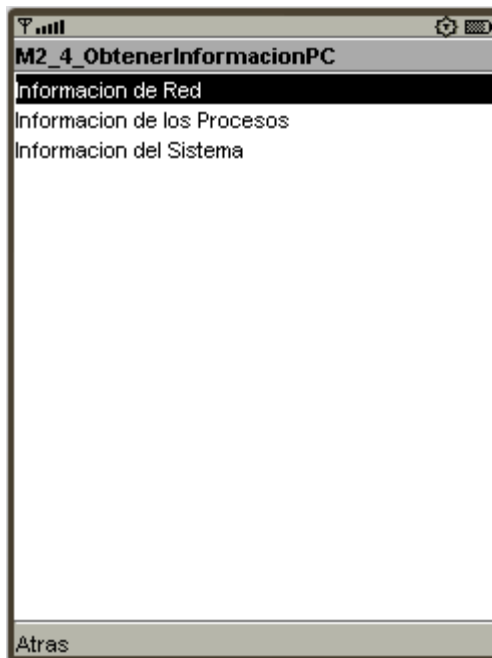 M2_4_ObtenerInformacionPC
Informacion de Red
Informacion de los Procesos
Informacion del Sistema
Atras